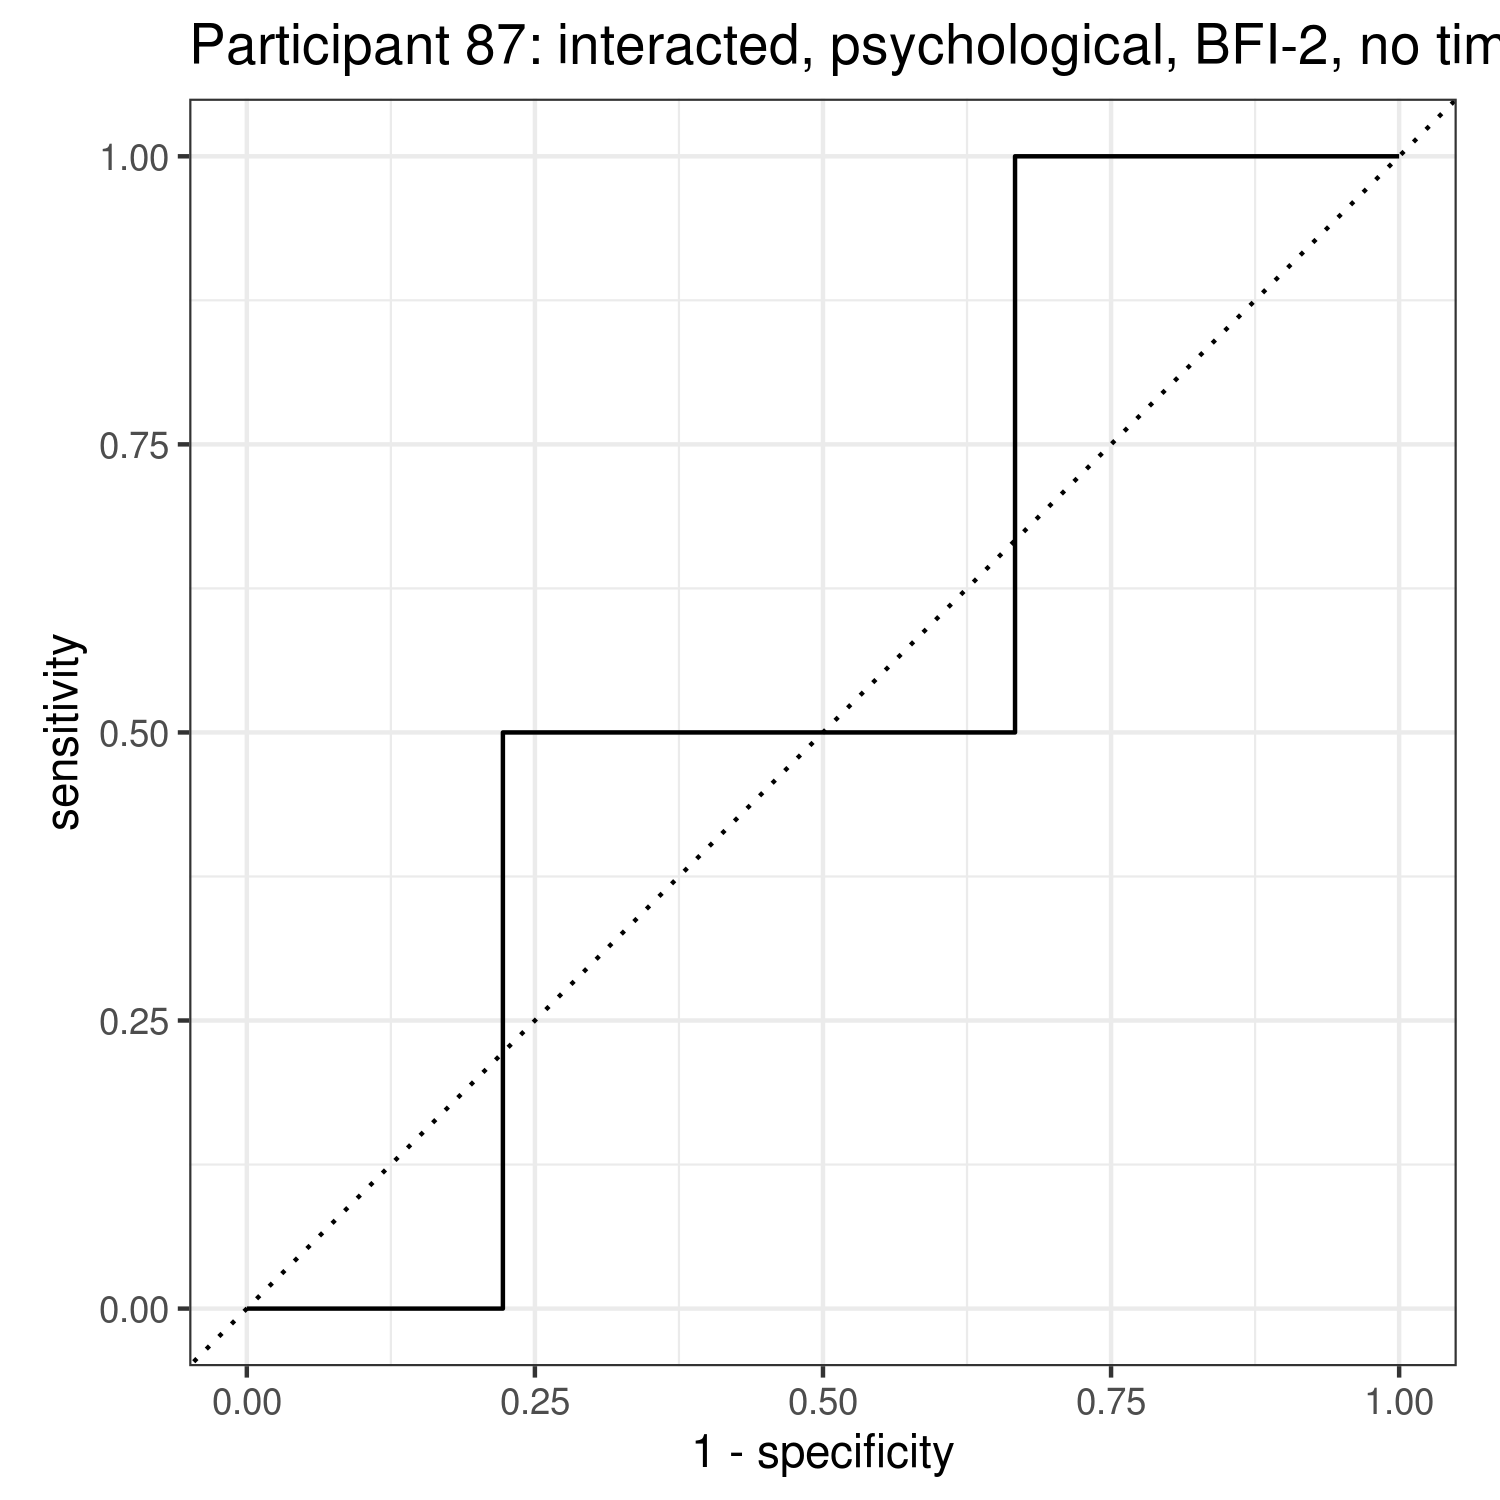 Participant 87: interacted, psychological, BFI-2, no tim
1.00
0.75
0.50
0.25
0.00
sensitivity
0.00 0.25 0.50 0.75 1.00
1 - specificity